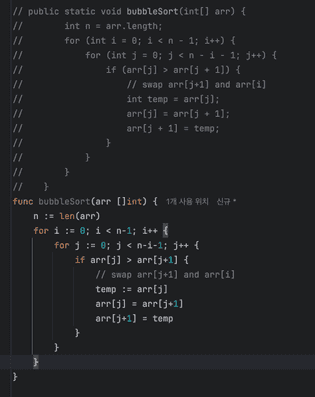 // public static void bubbleSort(int[] arr) {
//        int n = arr.length;
//        for (int i = 0; i < n - 1; i++) {
//            for (int j = 0; j < n - i - 1; j++) {
//                if (arr[j] > arr[j + 1]) {
//                    // swap arr[j+1] and arr[i]
//                    int temp = arr[j];
//                    arr[j] = arr[j + 1];
//                    arr[j + 1] = temp;
//                }
//            }
//        }
//    }
func bubbleSort(arr []int) { 1개 사용 위치 신규 *
    n := len(arr)
    for i := 0; i < n-1; i++ {
        for j := 0; j < n-i-1; j++ {
            if arr[j] > arr[j+1] {
                // swap arr[j+1] and arr[i]
                temp := arr[j]
                arr[j] = arr[j+1]
                arr[j+1] = temp
            }
        }
    }
}